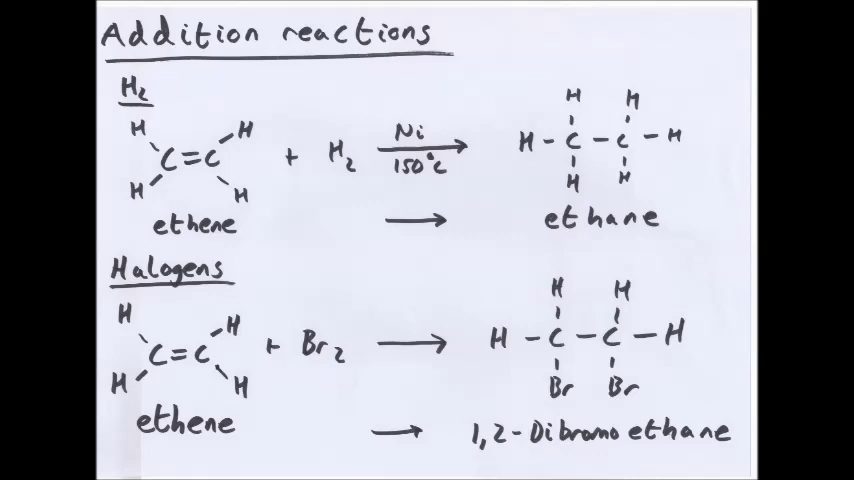 Addition reactions
H2
H H H H
C=C + H2 Ni 150°C H-C-C-H
H H H H
ethene → ethane
Halogens
H H H H
C=C + Br2 → H-C-C-H
H H Br Br
ethene → 1,2-Dibromoethane